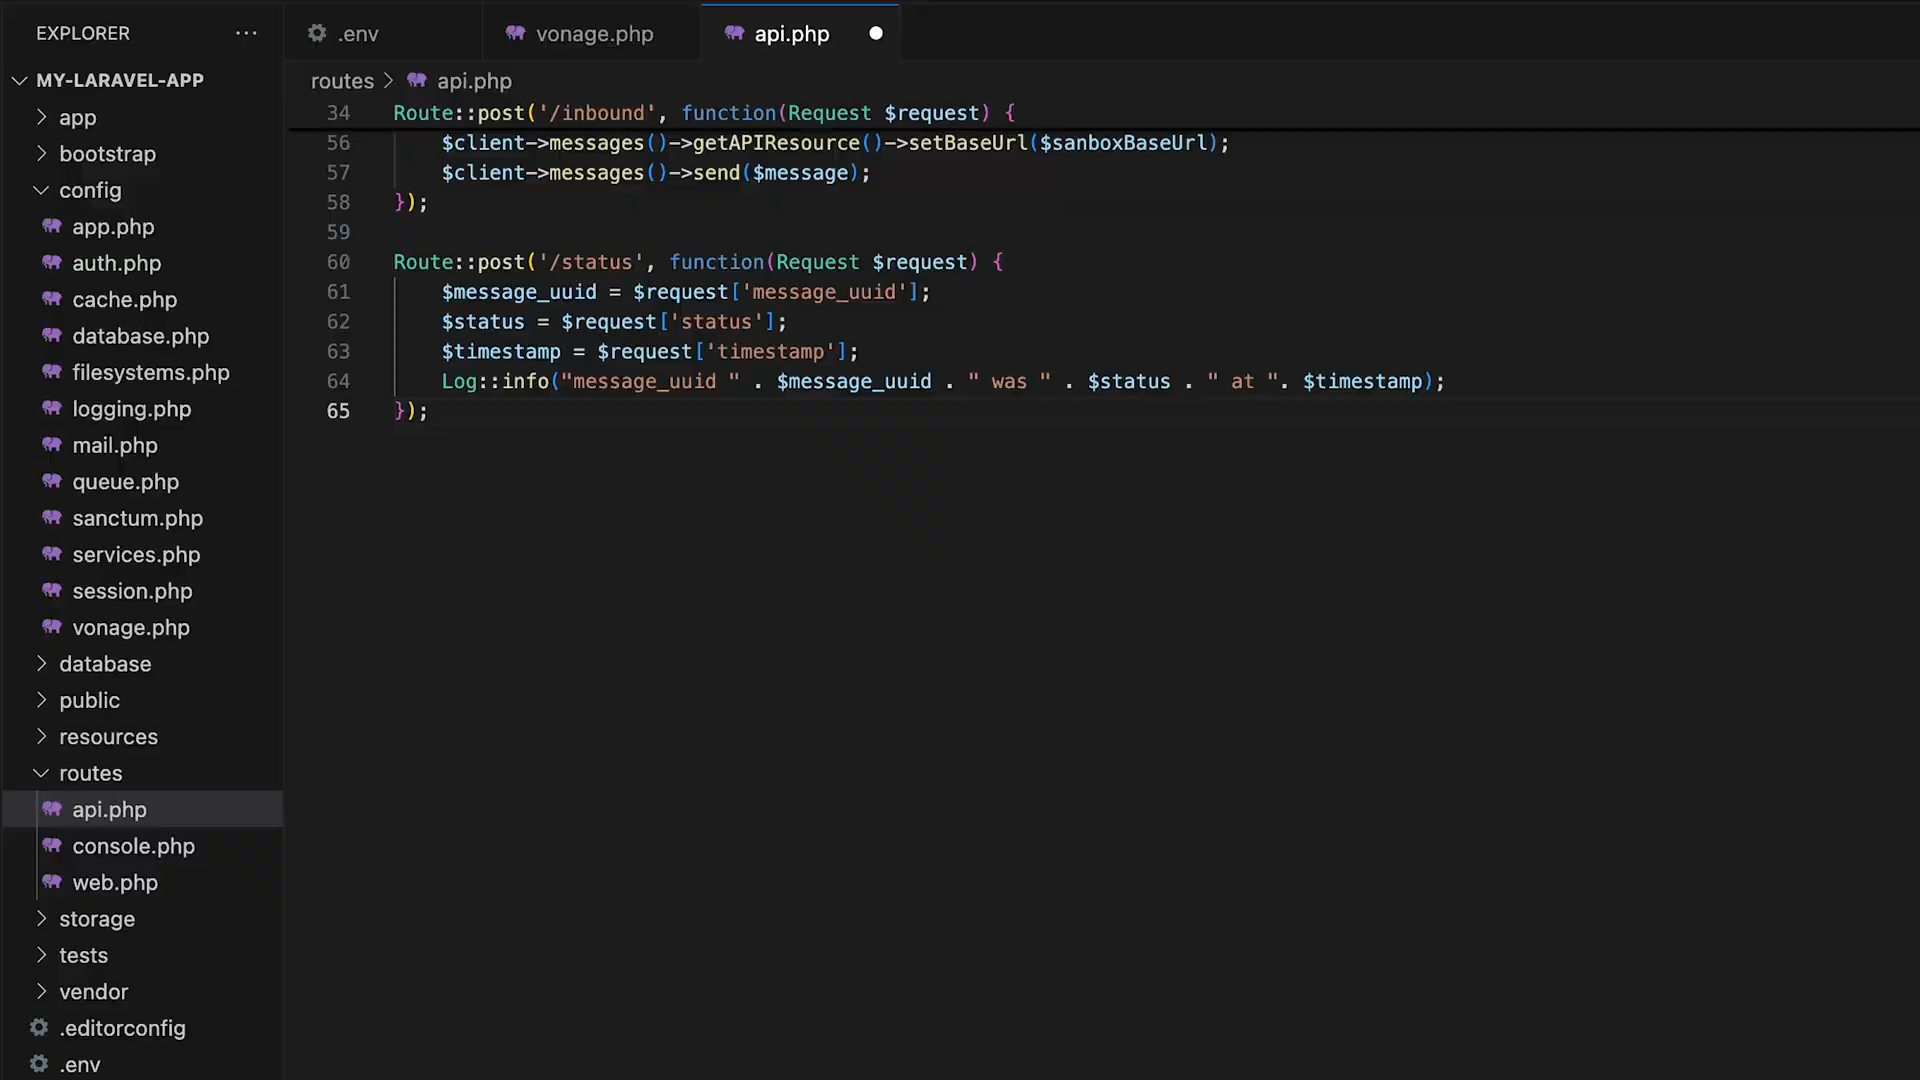 EXPLORER ···
.env
vonage.php
api.php
MY-LARAVEL-APP
app
bootstrap
config
app.php
auth.php
cache.php
database.php
filesystems.php
logging.php
mail.php
queue.php
sanctum.php
services.php
session.php
vonage.php
database
public
resources
routes
api.php
console.php
web.php
storage
tests
vendor
.editorconfig
.env
routes > api.php
34 Route::post('/inbound', function(Request $request) {
56 $client->messages()->getAPIResource()->setBaseUrl($sanboxBaseUrl);
57 $client->messages()->send($message);
58 });
59
60 Route::post('/status', function(Request $request) {
61 $message_uuid = $request['message_uuid'];
62 $status = $request['status'];
63 $timestamp = $request['timestamp'];
64 Log::info("message_uuid " . $message_uuid . " was " . $status . " at ". $timestamp);
65 });